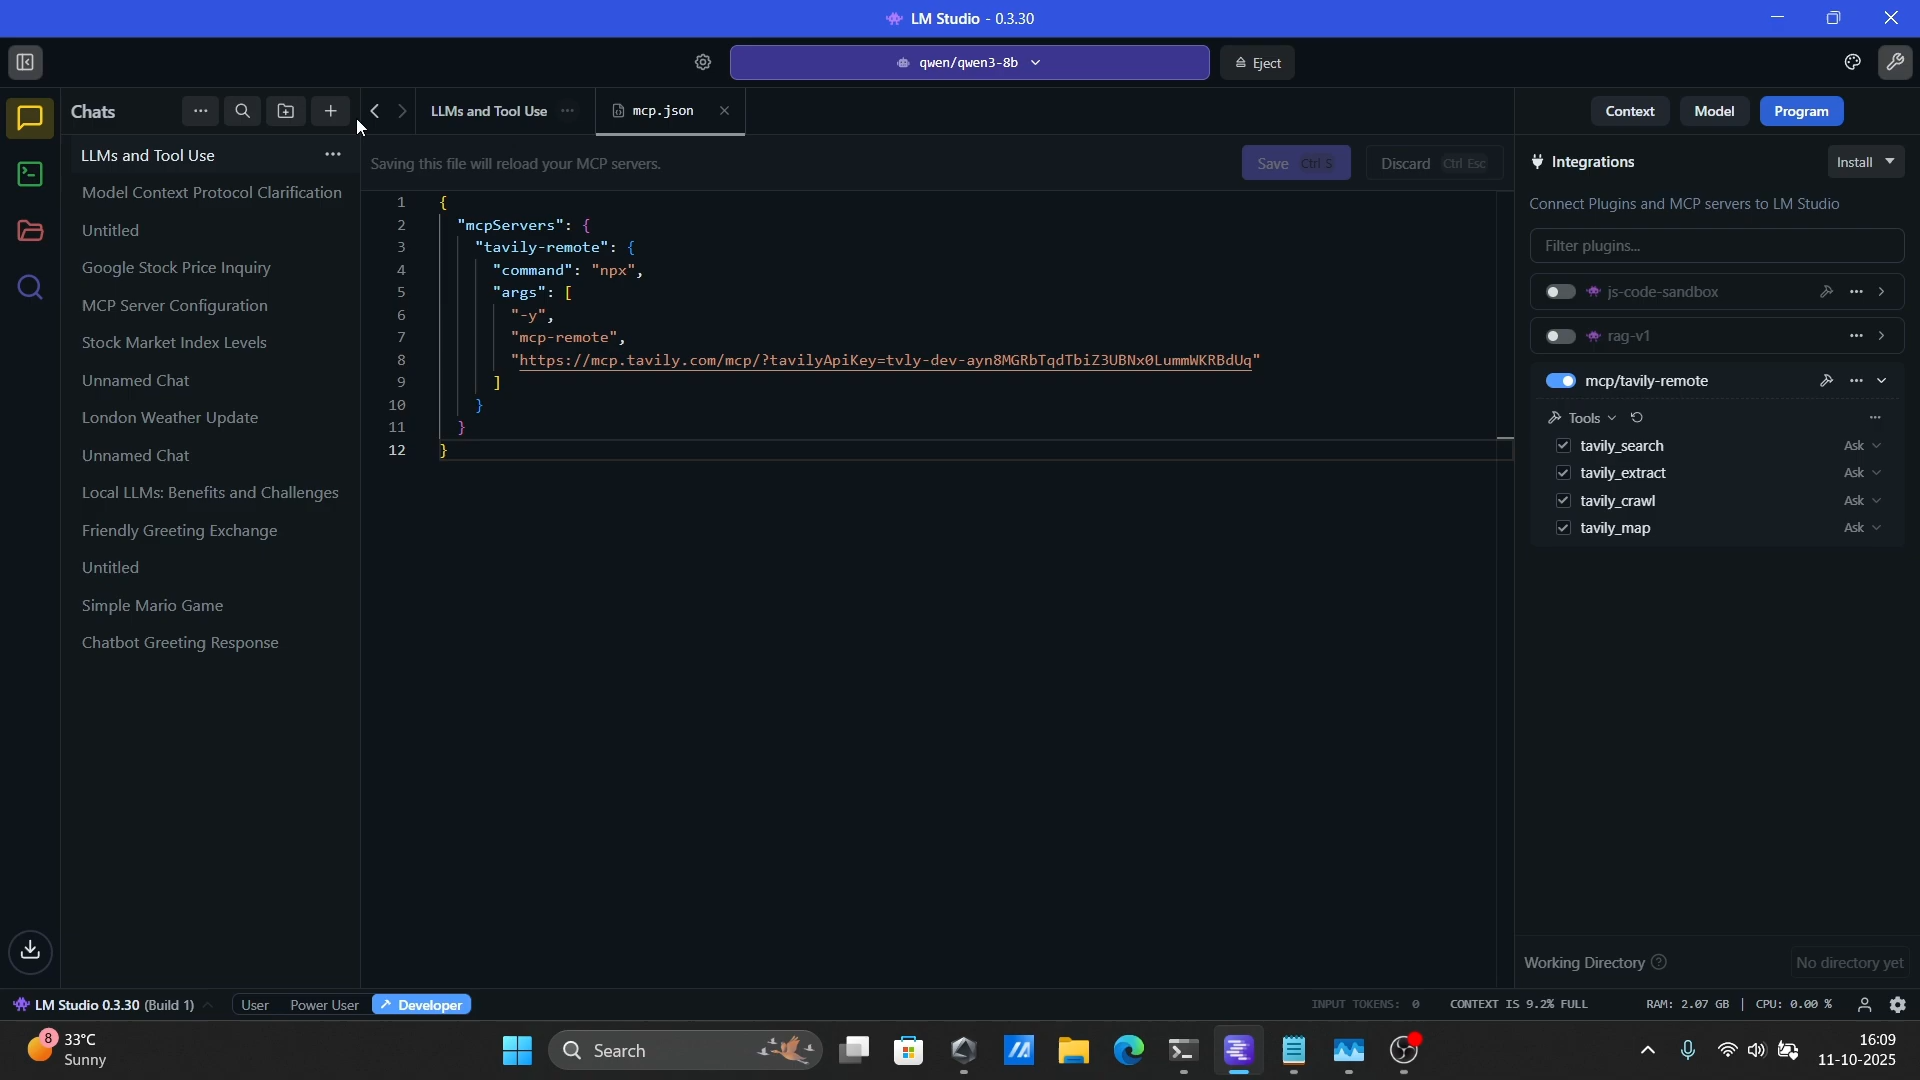 LM Studio - 0.3.30
qwen/qwen3-8b
Eject
Chats
LLMs and Tool Use
mcp.json
Context
Model
Program
LLMs and Tool Use
Model Context Protocol Clarification
Untitled
Google Stock Price Inquiry
MCP Server Configuration
Stock Market Index Levels
Unnamed Chat
London Weather Update
Unnamed Chat
Local LLMs: Benefits and Challenges
Friendly Greeting Exchange
Untitled
Simple Mario Game
Chatbot Greeting Response
Saving this file will reload your MCP servers.
Save Ctrl S
Discard Ctrl Esc
1 {
2 "mcpServers": {
3 "tavily-remote": {
4 "command": "npx",
5 "args": [
6 "-y",
7 "mcp-remote",
8 "https://mcp.tavily.com/mcp/?tavilyApiKey=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"
9 ]
10 }
11 }
12 }
Integrations
Install
Connect Plugins and MCP servers to LM Studio
Filter plugins...
js-code-sandbox
rag-v1
mcp/tavily-remote
Tools
tavily_search Ask
tavily_extract Ask
tavily_crawl Ask
tavily_map Ask
Working Directory ?
No directory yet
LM Studio 0.3.30 (Build 1)
User
Power User
Developer
INPUT TOKENS: 0
CONTEXT IS 9.2% FULL
RAM: 2.07 GB | CPU: 0.00 %
8
33°C
Sunny
Search
16:09
11-10-2025